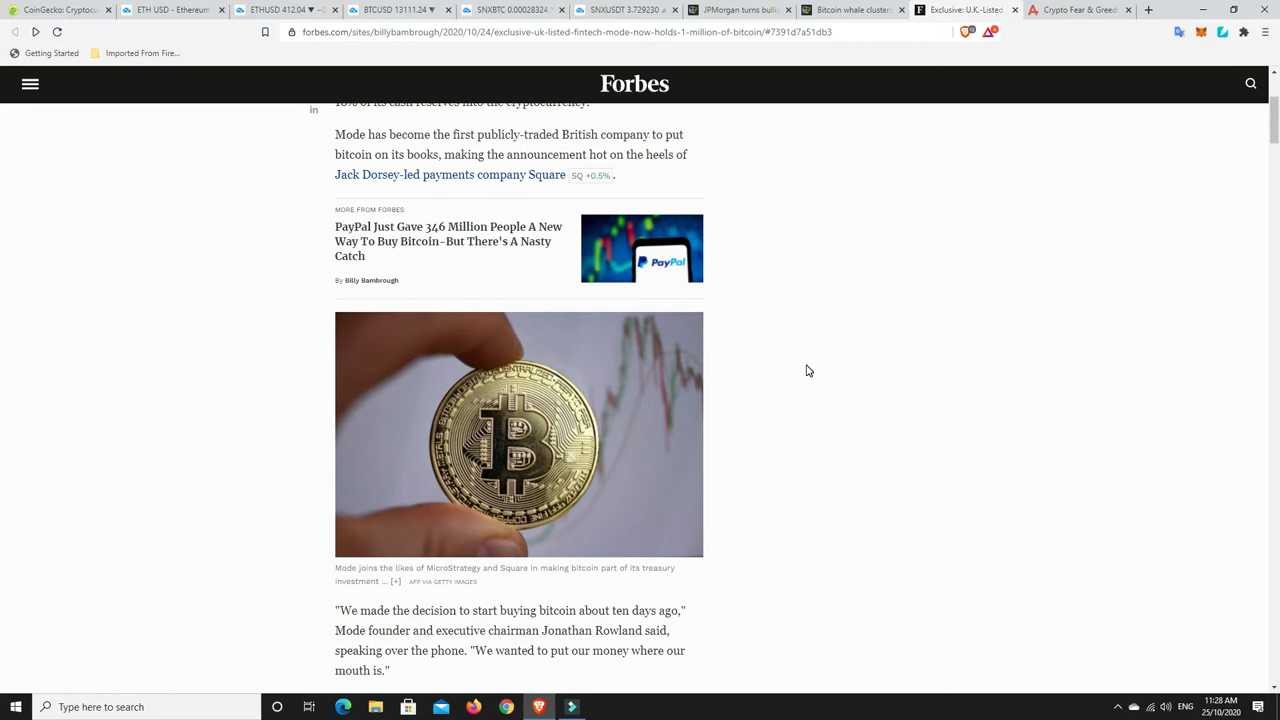 CoinGecko: Cryptocu
ETH USD - Ethereum
ETHUSD 412.04
BTCUSD 13111.24
SNXBTC 0.00028324
SNXUSDT 3.729230
JPMorgan turns bulli
Bitcoin whale clusters
Exclusive: U.K.-Listed
Crypto Fear & Greed
forbes.com/sites/billybambrough/2020/10/24/exclusive-uk-listed-fintech-mode-now-holds-1-million-of-bitcoin/#7391d7a51db3
Getting Started
Imported From Fire...
Forbes
in
10% of its cash reserves into the cryptocurrency.
Mode has become the first publicly-traded British company to put
bitcoin on its books, making the announcement hot on the heels of
Jack Dorsey-led payments company Square SQ +0.5% .
MORE FROM FORBES
PayPal Just Gave 346 Million People A New
Way To Buy Bitcoin-But There's A Nasty
Catch
PayPal
By Billy Bambrough
Mode joins the likes of MicroStrategy and Square in making bitcoin part of its treasury
investment ... [+] AFP VIA GETTY IMAGES
"We made the decision to start buying bitcoin about ten days ago,"
Mode founder and executive chairman Jonathan Rowland said,
speaking over the phone. "We wanted to put our money where our
mouth is."
Type here to search
ENG
11:28 AM
25/10/2020